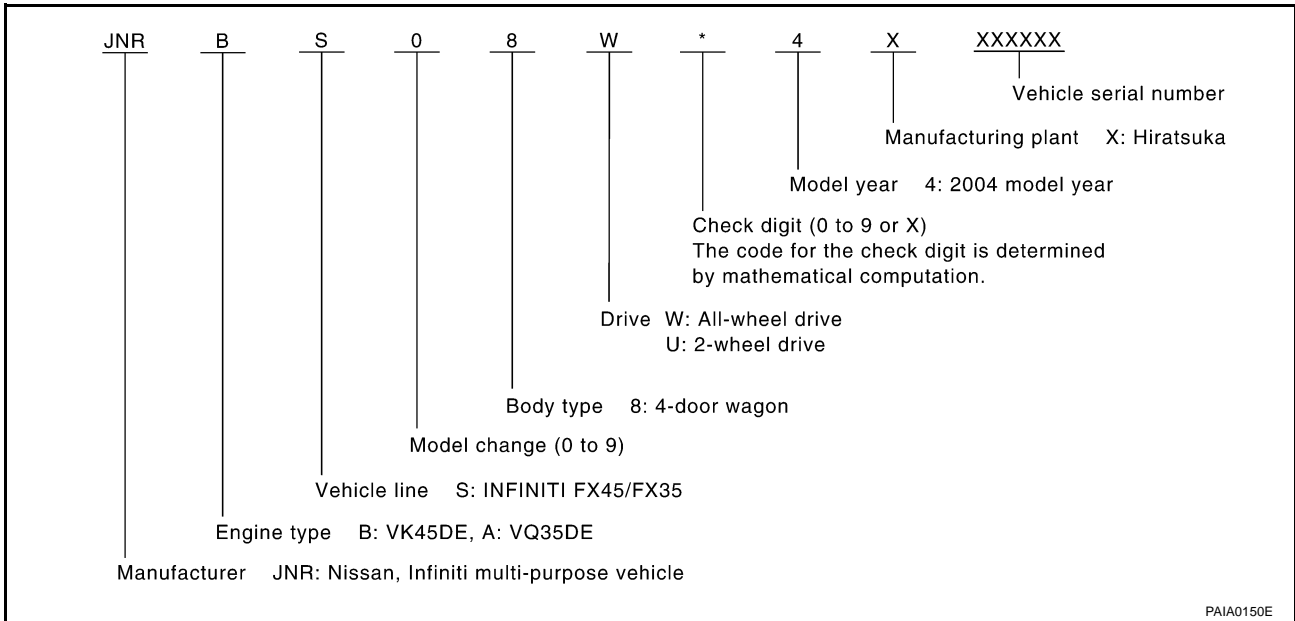 JNR B S 0 8 W * 4 X XXXXXX
Vehicle serial number
Manufacturing plant X: Hiratsuka
Model year 4: 2004 model year
Check digit (0 to 9 or X)
The code for the check digit is determined
by mathematical computation.
Drive W: All-wheel drive
U: 2-wheel drive
Body type 8: 4-door wagon
Model change (0 to 9)
Vehicle line S: INFINITI FX45/FX35
Engine type B: VK45DE, A: VQ35DE
Manufacturer JNR: Nissan, Infiniti multi-purpose vehicle
PAIA0150E